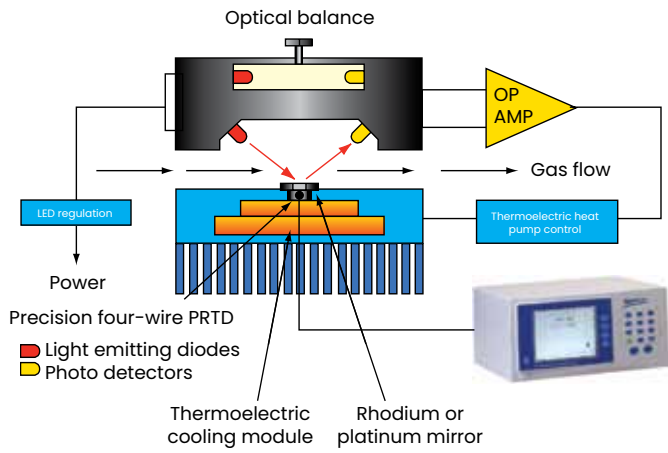 Optical balance
OP
AMP
Gas flow
LED regulation
Thermoelectric heat
pump control
Power
Precision four-wire PRTD
Light emitting diodes
Photo detectors
Thermoelectric
cooling module
Rhodium or
platinum mirror